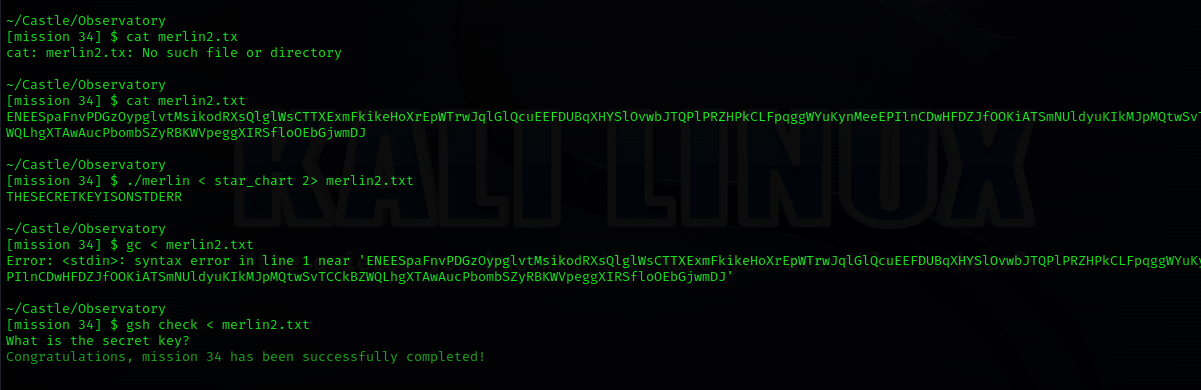 ~/Castle/Observatory
[mission 34] $ cat merlin2.tx
cat: merlin2.tx: No such file or directory
~/Castle/Observatory
[mission 34] $ cat merlin2.txt
ENEESpaFnvPDGzOypglvtMsikodRXsQlglWsCTTXExmFkikeHoXrEpWTrwJqlGlQcuEEFDUBqXHYSlOvwbJTQPlPRZHPkCLFpqggWYuKynMeeEPIlnCDwHFDZJfOOKiATSmNUldyuKIkMJpMQtwSvT
WQLhgXTAwAucPbombSZyRBKWVpeggXIRSfloOEbGjwmDJ
~/Castle/Observatory
[mission 34] $ ./merlin < star_chart 2> merlin2.txt
THESECRETKEYISONSTDERR
~/Castle/Observatory
[mission 34] $ gc < merlin2.txt
Error: <stdin>: syntax error in line 1 near 'ENEESpaFnvPDGzOypglvtMsikodRXsQlglWsCTTXExmFkikeHoXrEpWTrwJqlGlQcuEEFDUBqXHYSlOvwbJTQPlPRZHPkCLFpqggWYuKy
PIlnCDwHFDZJfOOKiATSmNUldyuKIkMJpMQtwSvTCCkBZWQLhgXTAwAucPbombSZyRBKWVpeggXIRSfloOEbGjwmDJ'
~/Castle/Observatory
[mission 34] $ gsh check < merlin2.txt
What is the secret key?
Congratulations, mission 34 has been successfully completed!
KALI LINUX